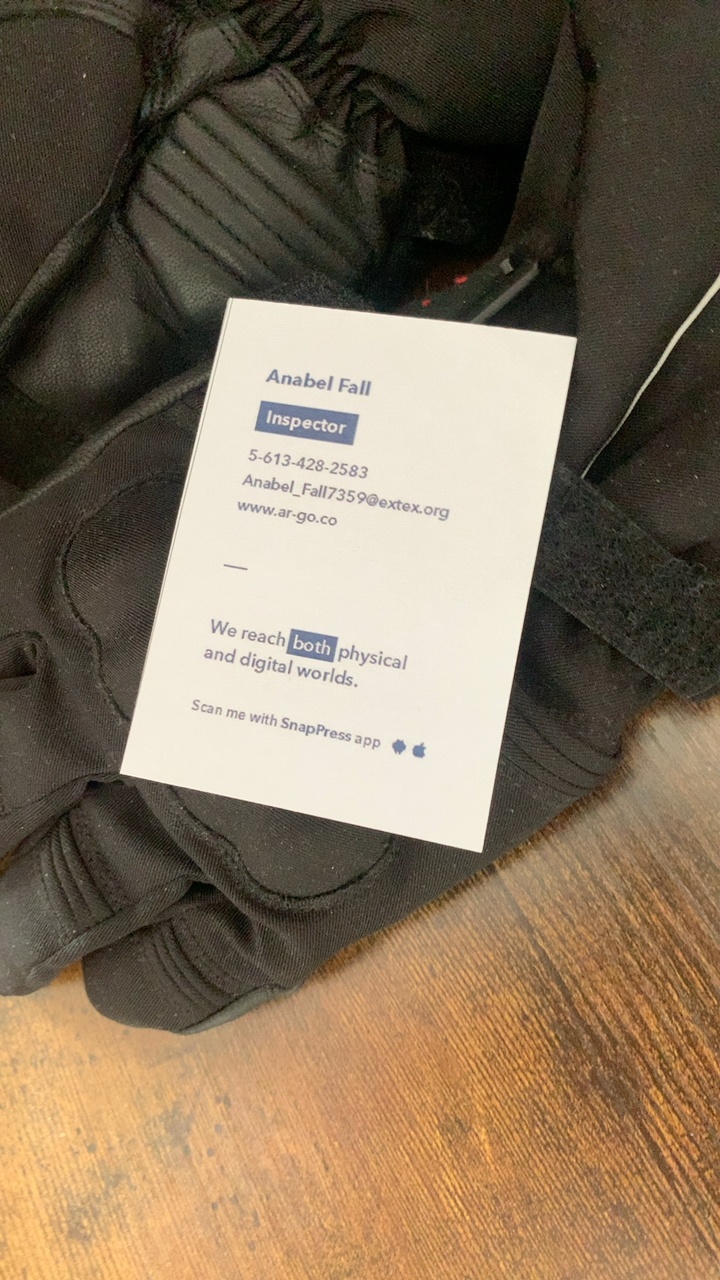 Anabel Fall
Inspector
5-613-428-2583
Anabel_Fall7359@extex.org
www.ar-go.co
—
We reach both physical
and digital worlds.
Scan me with SnapPress app